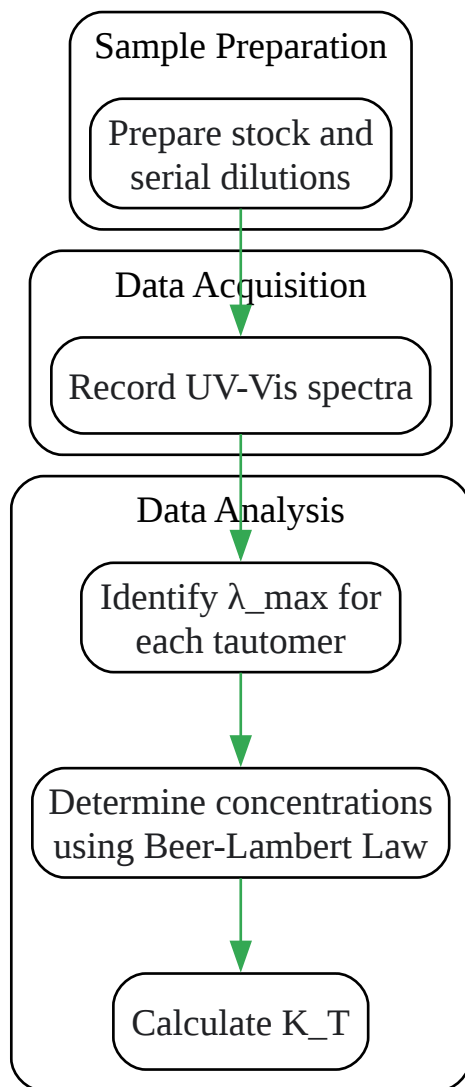 Sample Preparation
Prepare stock and
serial dilutions
Data Acquisition
Record UV-Vis spectra
Data Analysis
Identify λ_max for
each tautomer
Determine concentrations
using Beer-Lambert Law
Calculate K_T